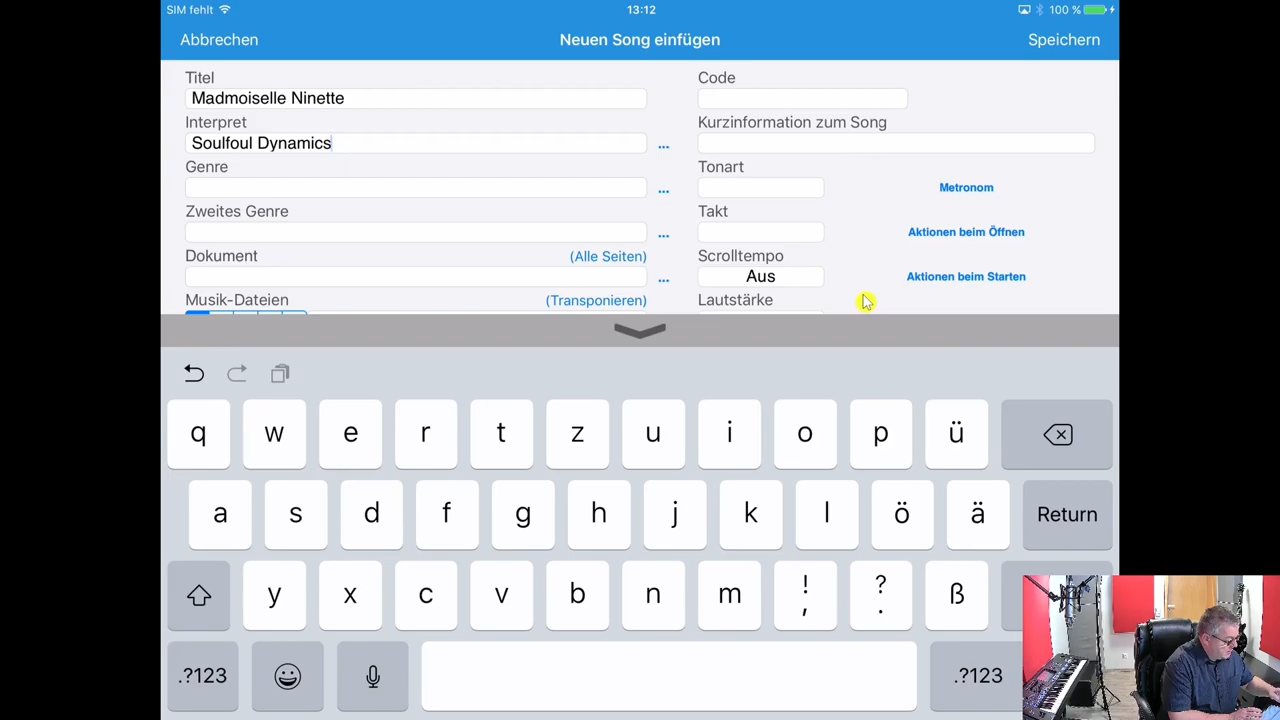 SIM fehlt 13:12 100 %
Abbrechen Neuen Song einfügen Speichern
Titel Code
Madmoiselle Ninette
Interpret Kurzinformation zum Song
Soulfoul Dynamics ...
Genre Tonart
... Metronom
Zweites Genre Takt
... Aktionen beim Öffnen
Dokument (Alle Seiten) Scrolltempo
... Aus Aktionen beim Starten
Musik-Dateien (Transponieren) Lautstärke
q w e r t z u i o p ü
a s d f g h j k l ö ä Return
y x c v b n m ! , ? . ß
.?123 .?123